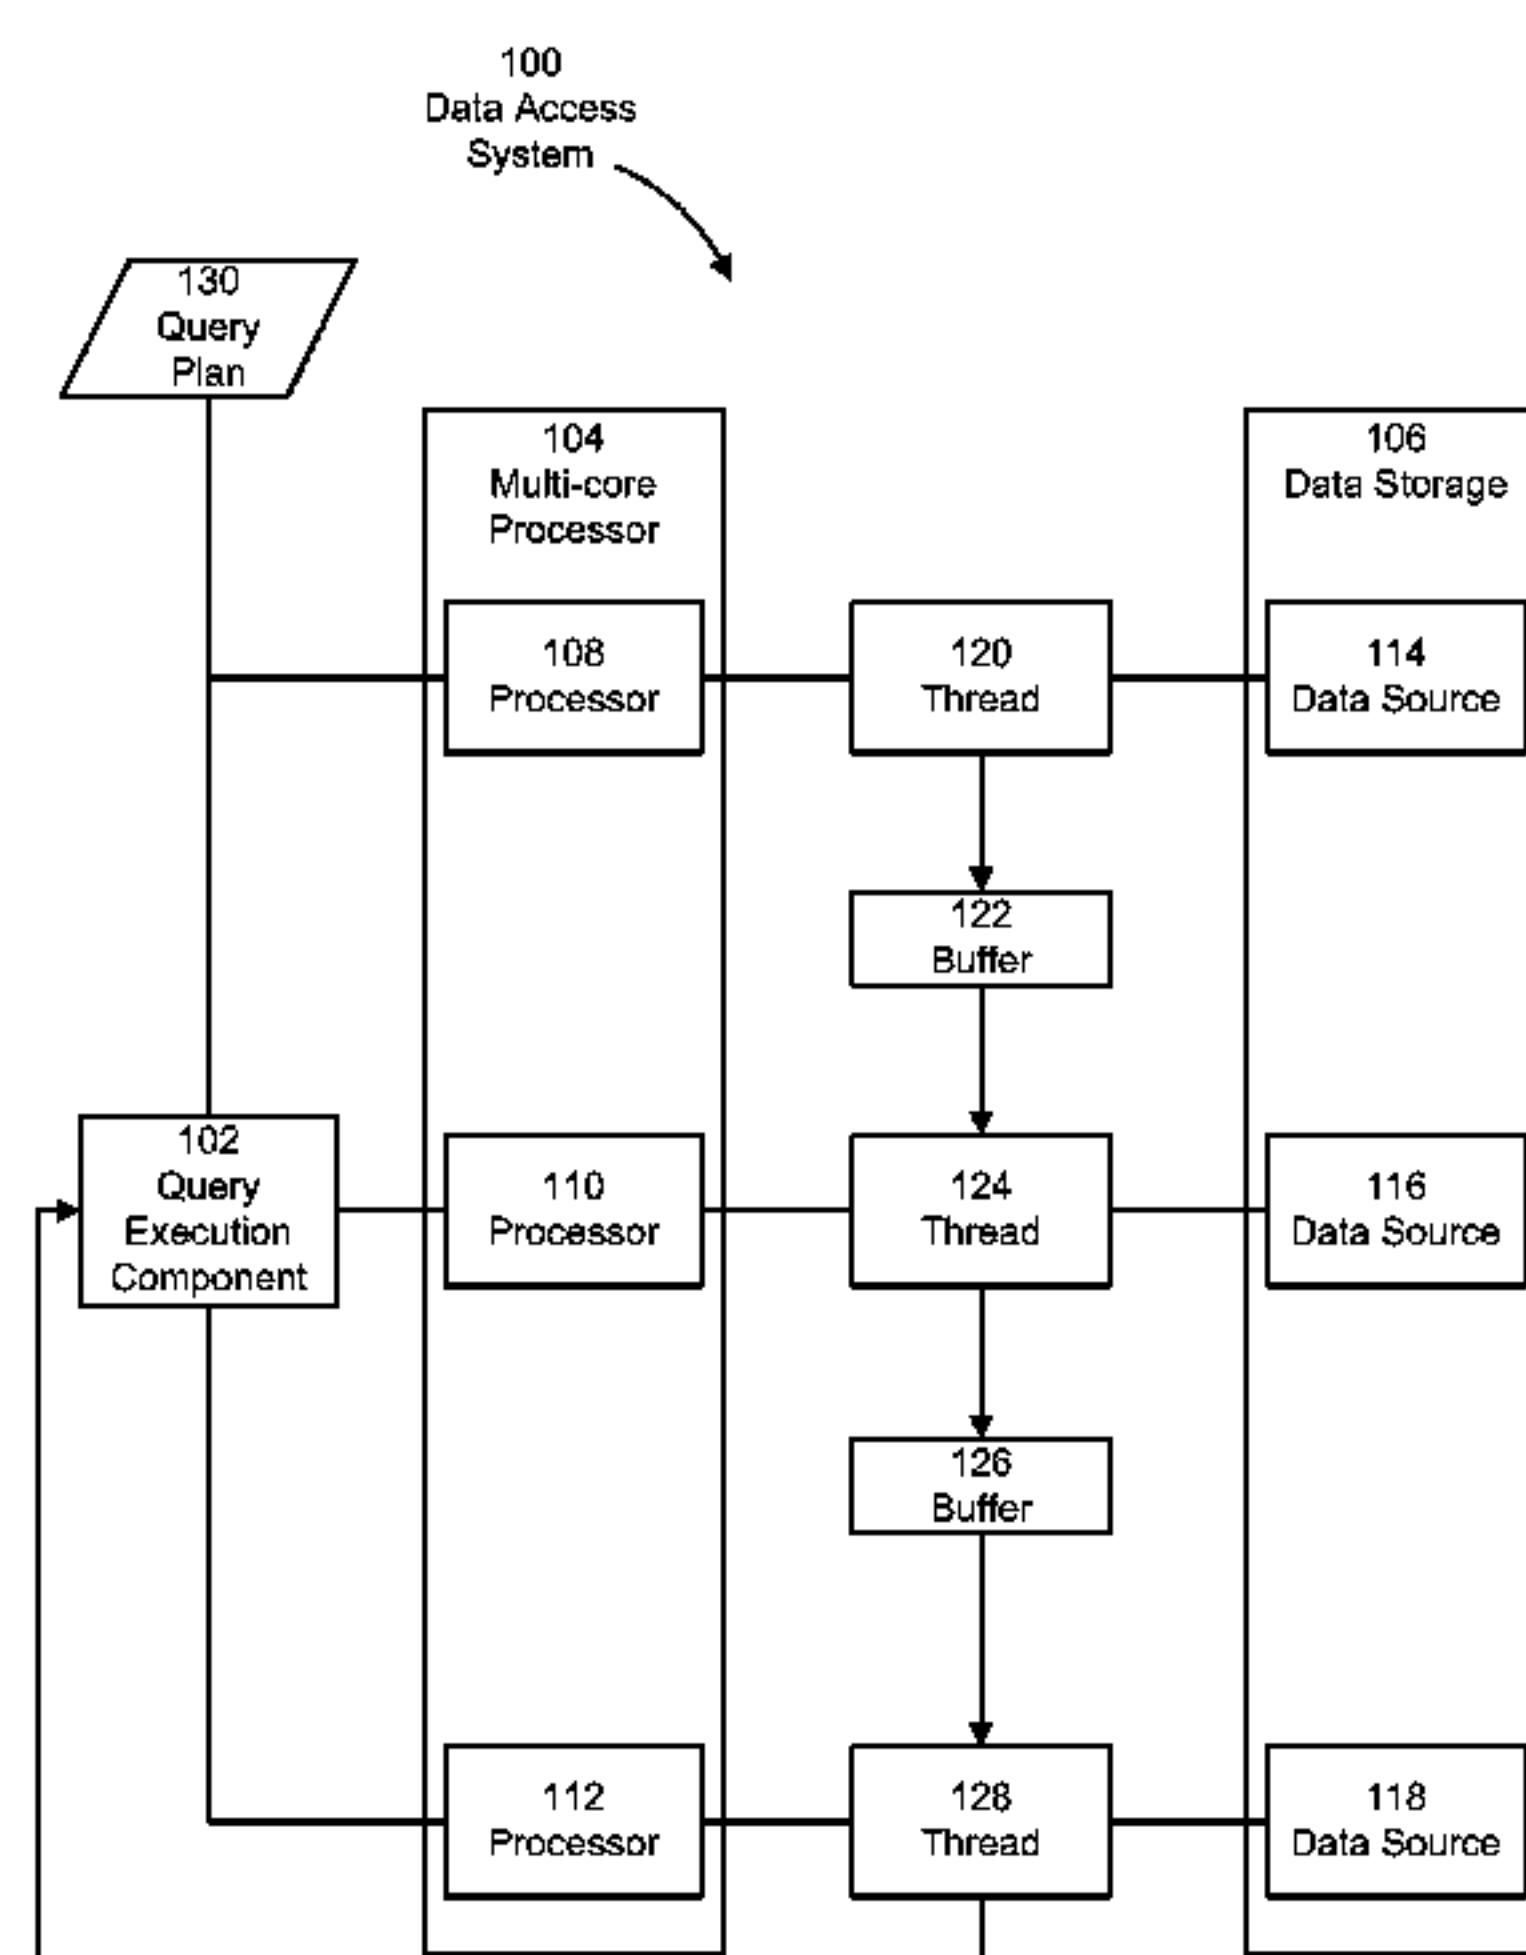 100
Data Access
System
130
Query
Plan
104
Multi-core
Processor
106
Data Storage
108
Processor
120
Thread
114
Data Source
122
Buffer
102
Query
Execution
Component
110
Processor
124
Thread
116
Data Source
126
Buffer
112
Processor
128
Thread
118
Data Source